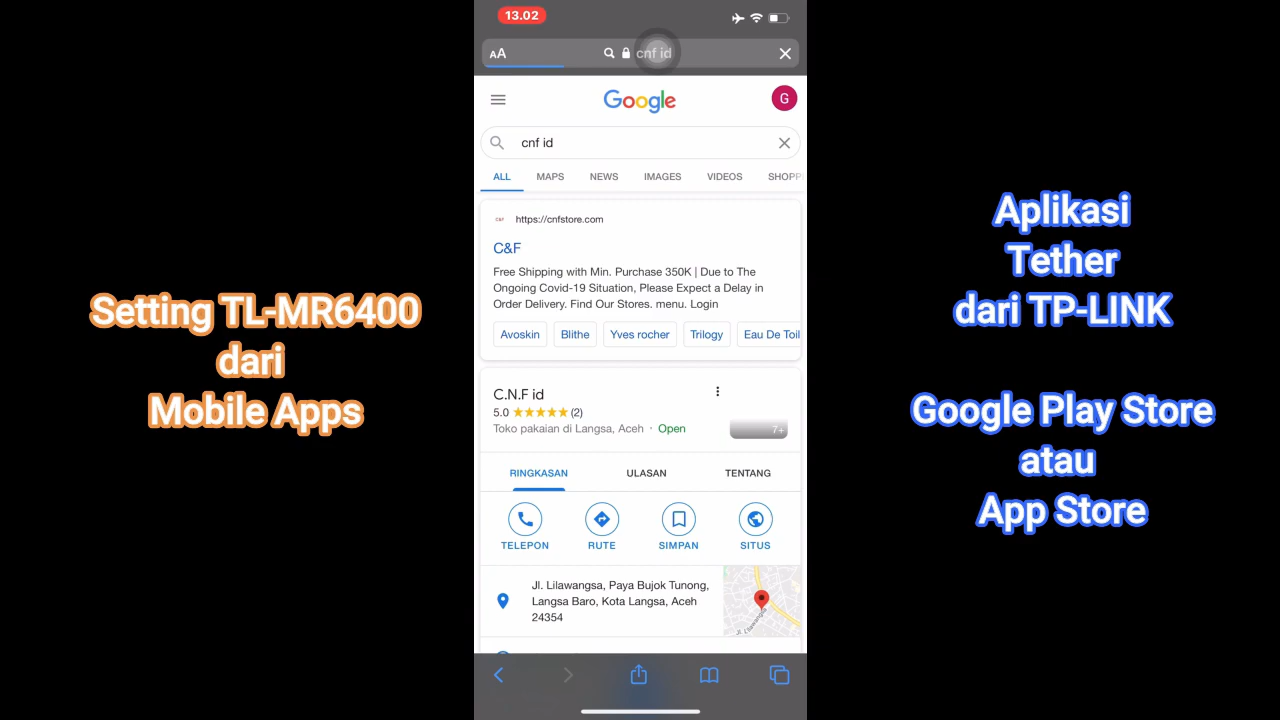 Setting TL-MR6400
dari
Mobile Apps
13.02
AA
cnf id
Google
G
cnf id
ALL MAPS NEWS IMAGES VIDEOS SHOPP
C&F
https://cnfstore.com
C&F
Free Shipping with Min. Purchase 350K | Due to The
Ongoing Covid-19 Situation, Please Expect a Delay in
Order Delivery. Find Our Stores. menu. Login
Avoskin Blithe Yves rocher Trilogy Eau De Toil
C.N.F id
5.0 (2)
Toko pakaian di Langsa, Aceh · Open
7+
RINGKASAN ULASAN TENTANG
TELEPON RUTE SIMPAN SITUS
Jl. Lilawangsa, Paya Bujok Tunong,
Langsa Baro, Kota Langsa, Aceh
24354
Jl. Lilawangsa
Aplikasi
Tether
dari TP-LINK
Google Play Store
atau
App Store